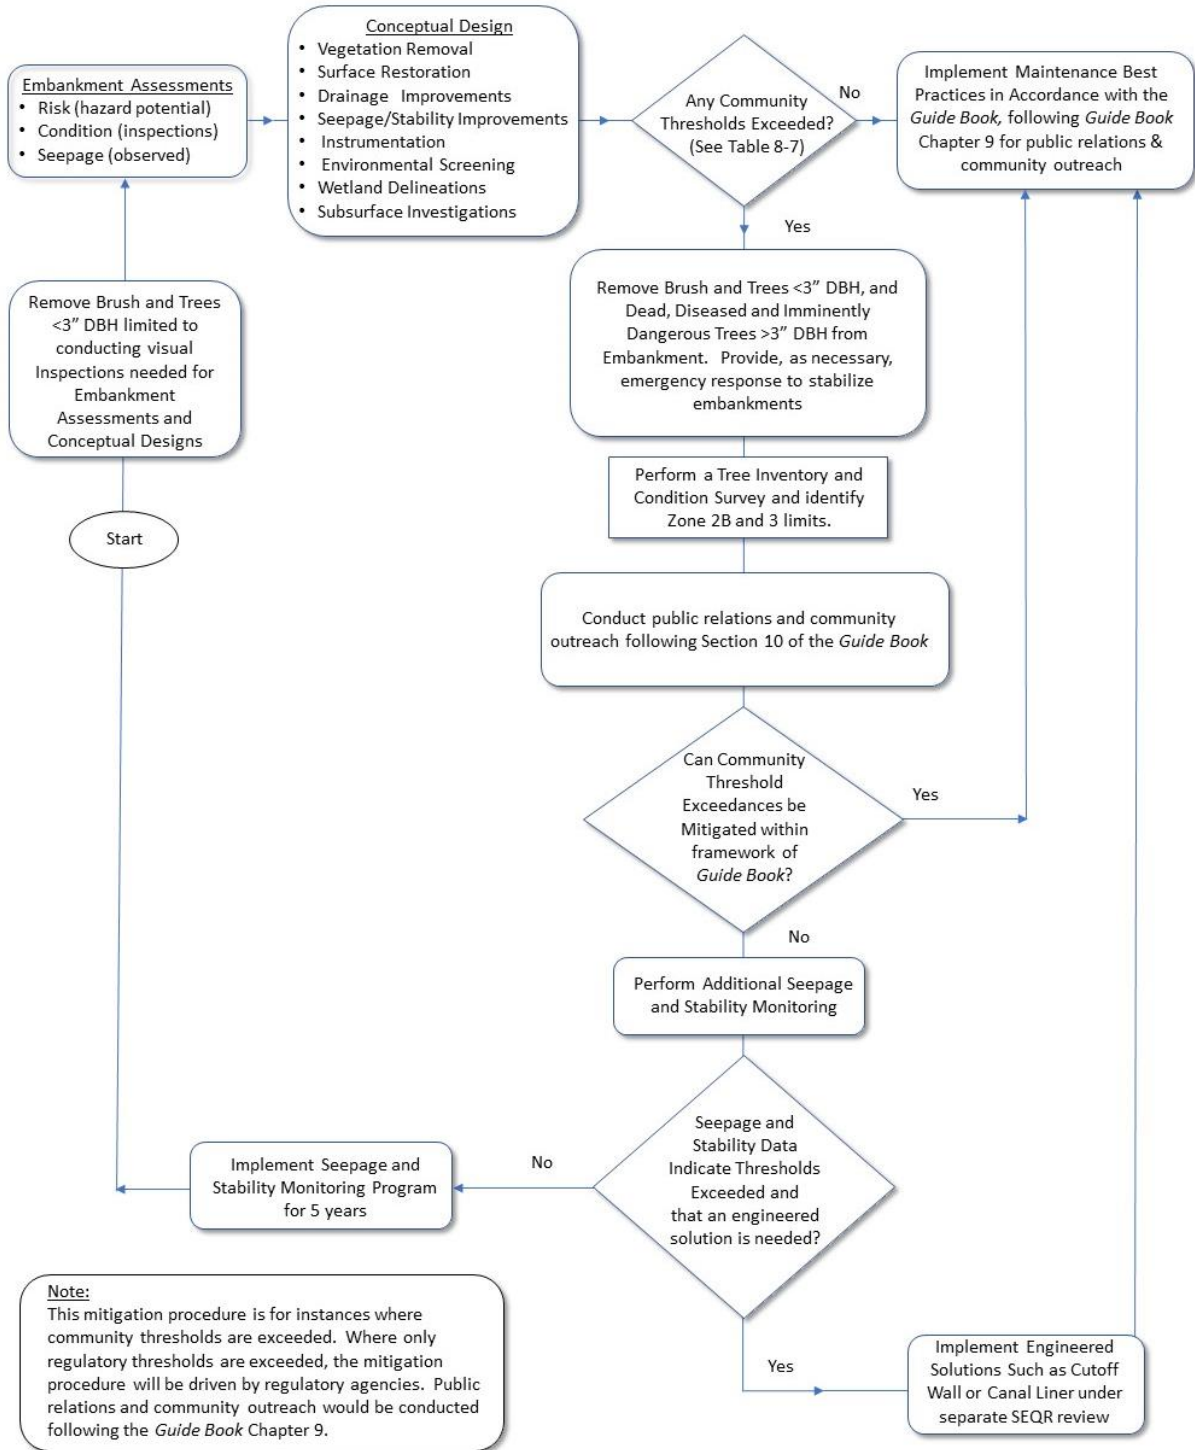 Embankment Assessments
• Risk (hazard potential)
• Condition (inspections)
• Seepage (observed)
Conceptual Design
• Vegetation Removal
• Surface Restoration
• Drainage Improvements
• Seepage/Stability Improvements
• Instrumentation
• Environmental Screening
• Wetland Delineations
• Subsurface Investigations
Any Community
Thresholds Exceeded?
(See Table 8-7)
No
Implement Maintenance Best
Practices in Accordance with the
Guide Book, following Guide Book
Chapter 9 for public relations &
community outreach
Yes
Remove Brush and Trees
<3” DBH limited to
conducting visual
Inspections needed for
Embankment
Assessments and
Conceptual Designs
Remove Brush and Trees <3” DBH, and
Dead, Diseased and Imminently
Dangerous Trees >3” DBH from
Embankment. Provide, as necessary,
emergency response to stabilize
embankments
Start
Perform a Tree Inventory and
Condition Survey and identify
Zone 2B and 3 limits.
Conduct public relations and community
outreach following Section 10 of the Guide Book
Can Community
Threshold
Exceedances be
Mitigated within
framework of
Guide Book?
Yes
No
Perform Additional Seepage
and Stability Monitoring
Seepage and
Stability Data
Indicate Thresholds
Exceeded and
that an engineered
solution is needed?
No
Implement Seepage and
Stability Monitoring Program
for 5 years
Yes
Implement Engineered
Solutions Such as Cutoff
Wall or Canal Liner under
separate SEQR review
Note:
This mitigation procedure is for instances where
community thresholds are exceeded. Where only
regulatory thresholds are exceeded, the mitigation
procedure will be driven by regulatory agencies. Public
relations and community outreach would be conducted
following the Guide Book Chapter 9.